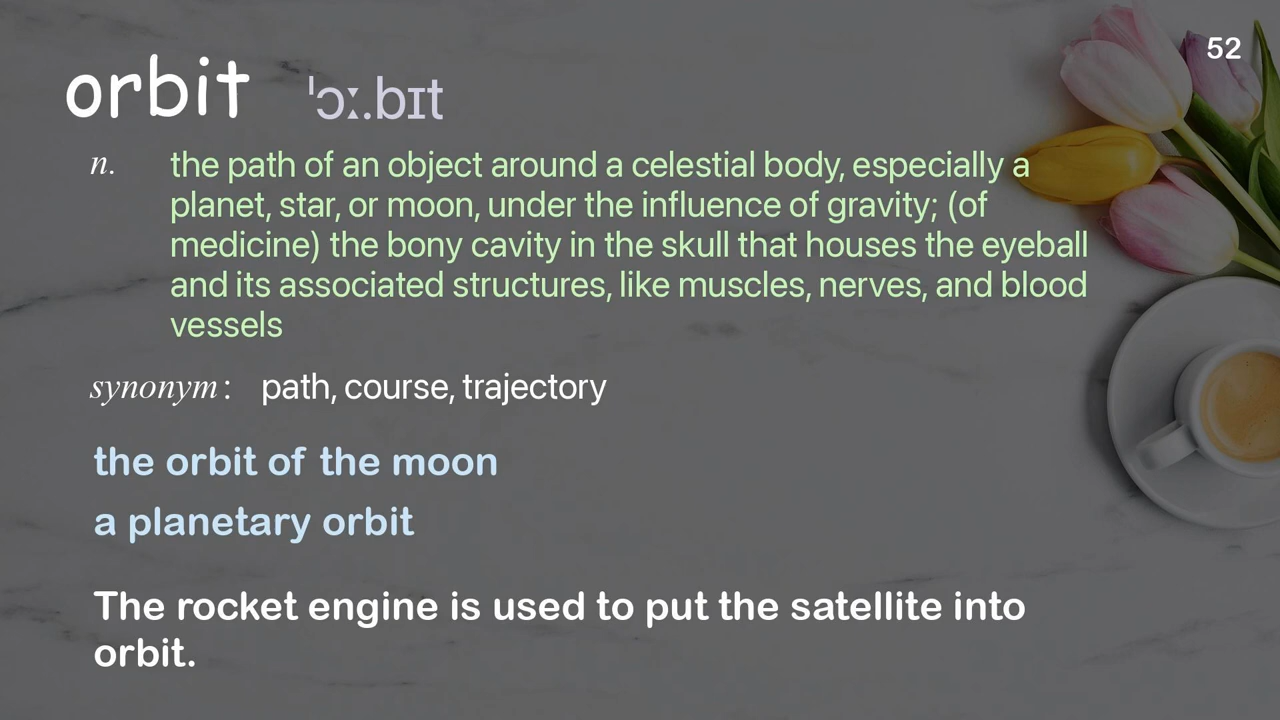 52
orbit ˈɔː.bɪt
n. the path of an object around a celestial body, especially a
planet, star, or moon, under the influence of gravity; (of
medicine) the bony cavity in the skull that houses the eyeball
and its associated structures, like muscles, nerves, and blood
vessels
synonym: path, course, trajectory
the orbit of the moon
a planetary orbit
The rocket engine is used to put the satellite into
orbit.